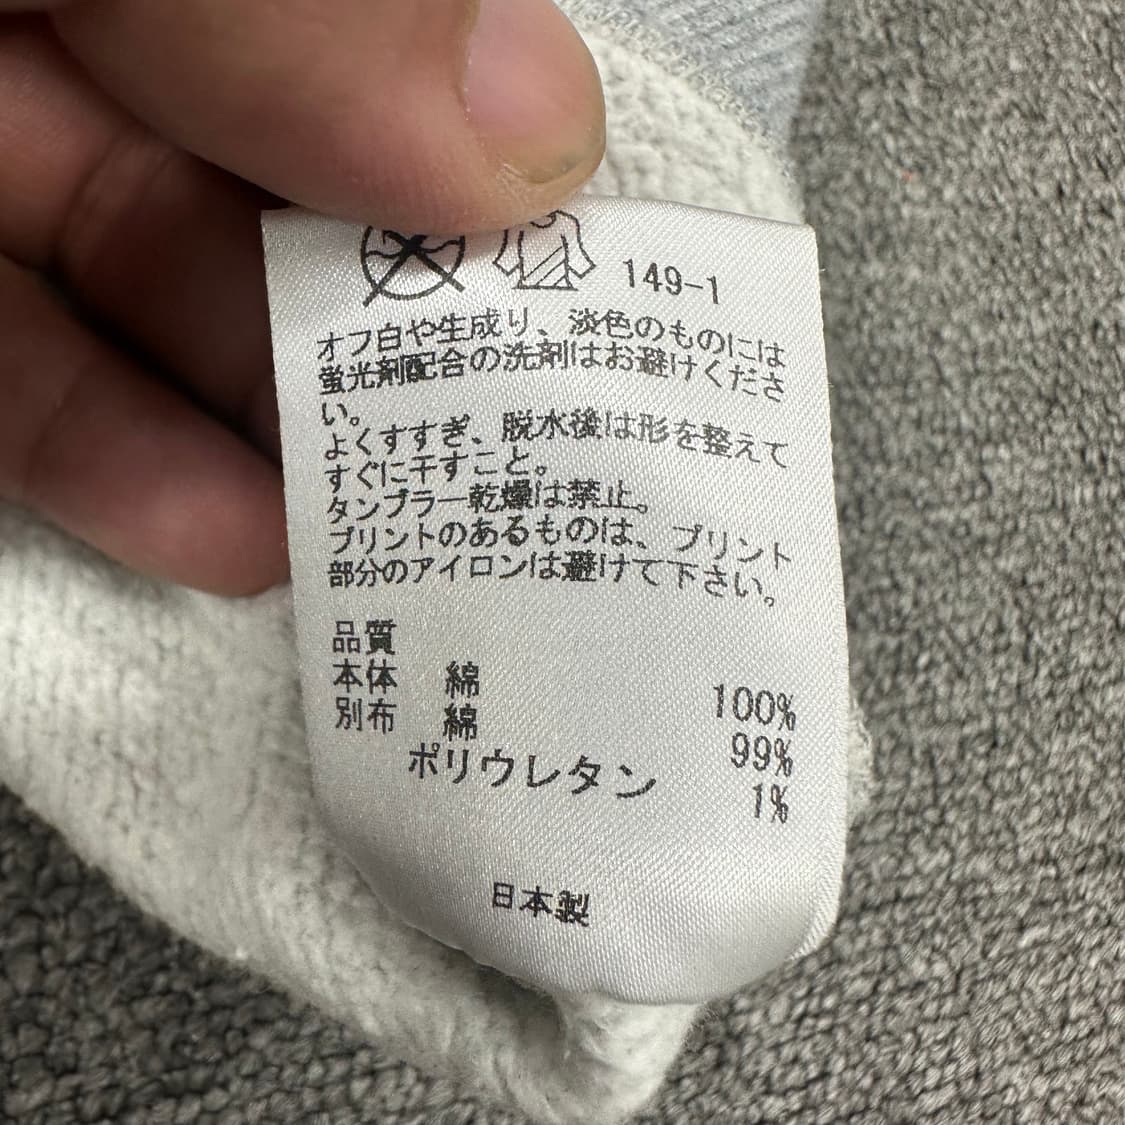 149-1
オフ白や生成り、淡色のものには
蛍光剤配合の洗剤はお避けくださ
い。
よくすすぎ、脱水後は形を整えて
すぐに干すこと。
タンブラー乾燥は禁止。
プリントのあるものは、プリント
部分のアイロンは避けて下さい。
品質
本体 綿 100%
別布 綿 99%
ポリウレタン 1%
日本製